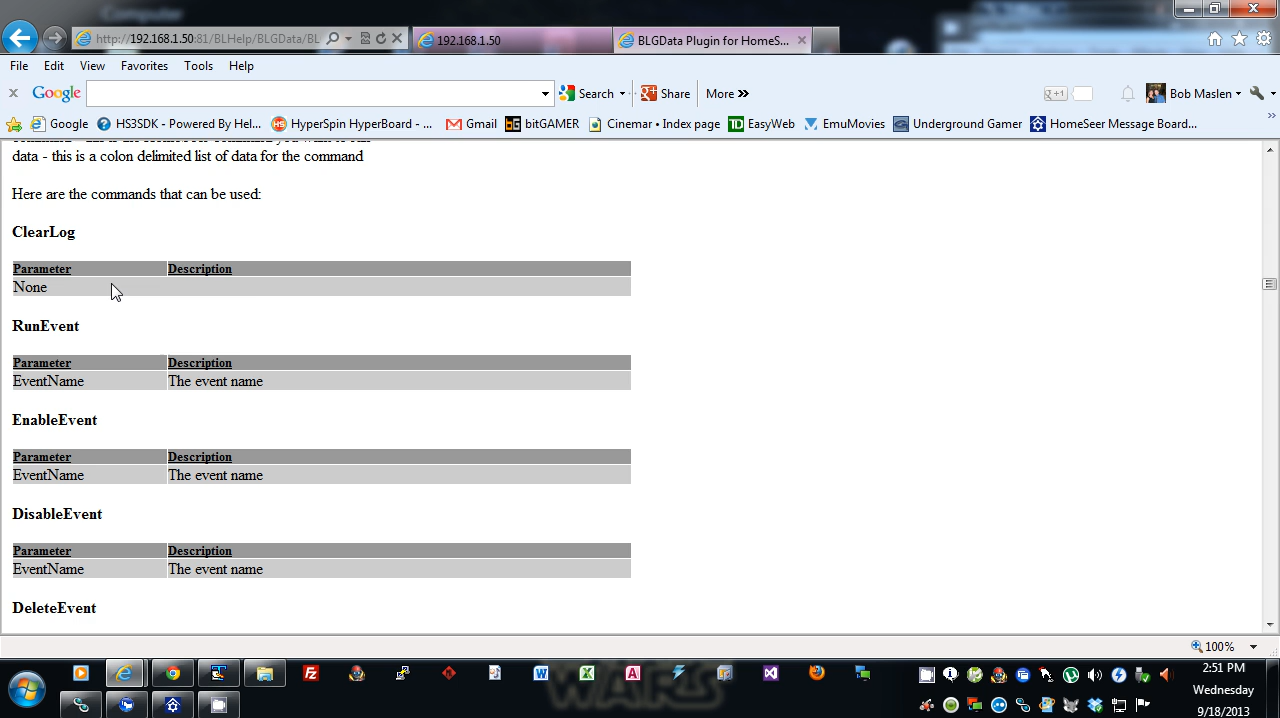 Computer
http://192.168.1.50:81/BLHelp/BLGData/BL
192.168.1.50
BLGData Plugin for HomeS...
File Edit View Favorites Tools Help
x Google Search Share More »
+1 Bob Maslen
Google HS3SDK - Powered By Hel... HyperSpin HyperBoard - ... Gmail bitGAMER Cinemar • Index page EasyWeb EmuMovies Underground Gamer HomeSeer Message Board...
data - this is a colon delimited list of data for the command
Here are the commands that can be used:
ClearLog
Parameter Description
None
RunEvent
Parameter Description
EventName The event name
EnableEvent
Parameter Description
EventName The event name
DisableEvent
Parameter Description
EventName The event name
DeleteEvent
100%
2:51 PM
Wednesday
9/18/2013
WARS